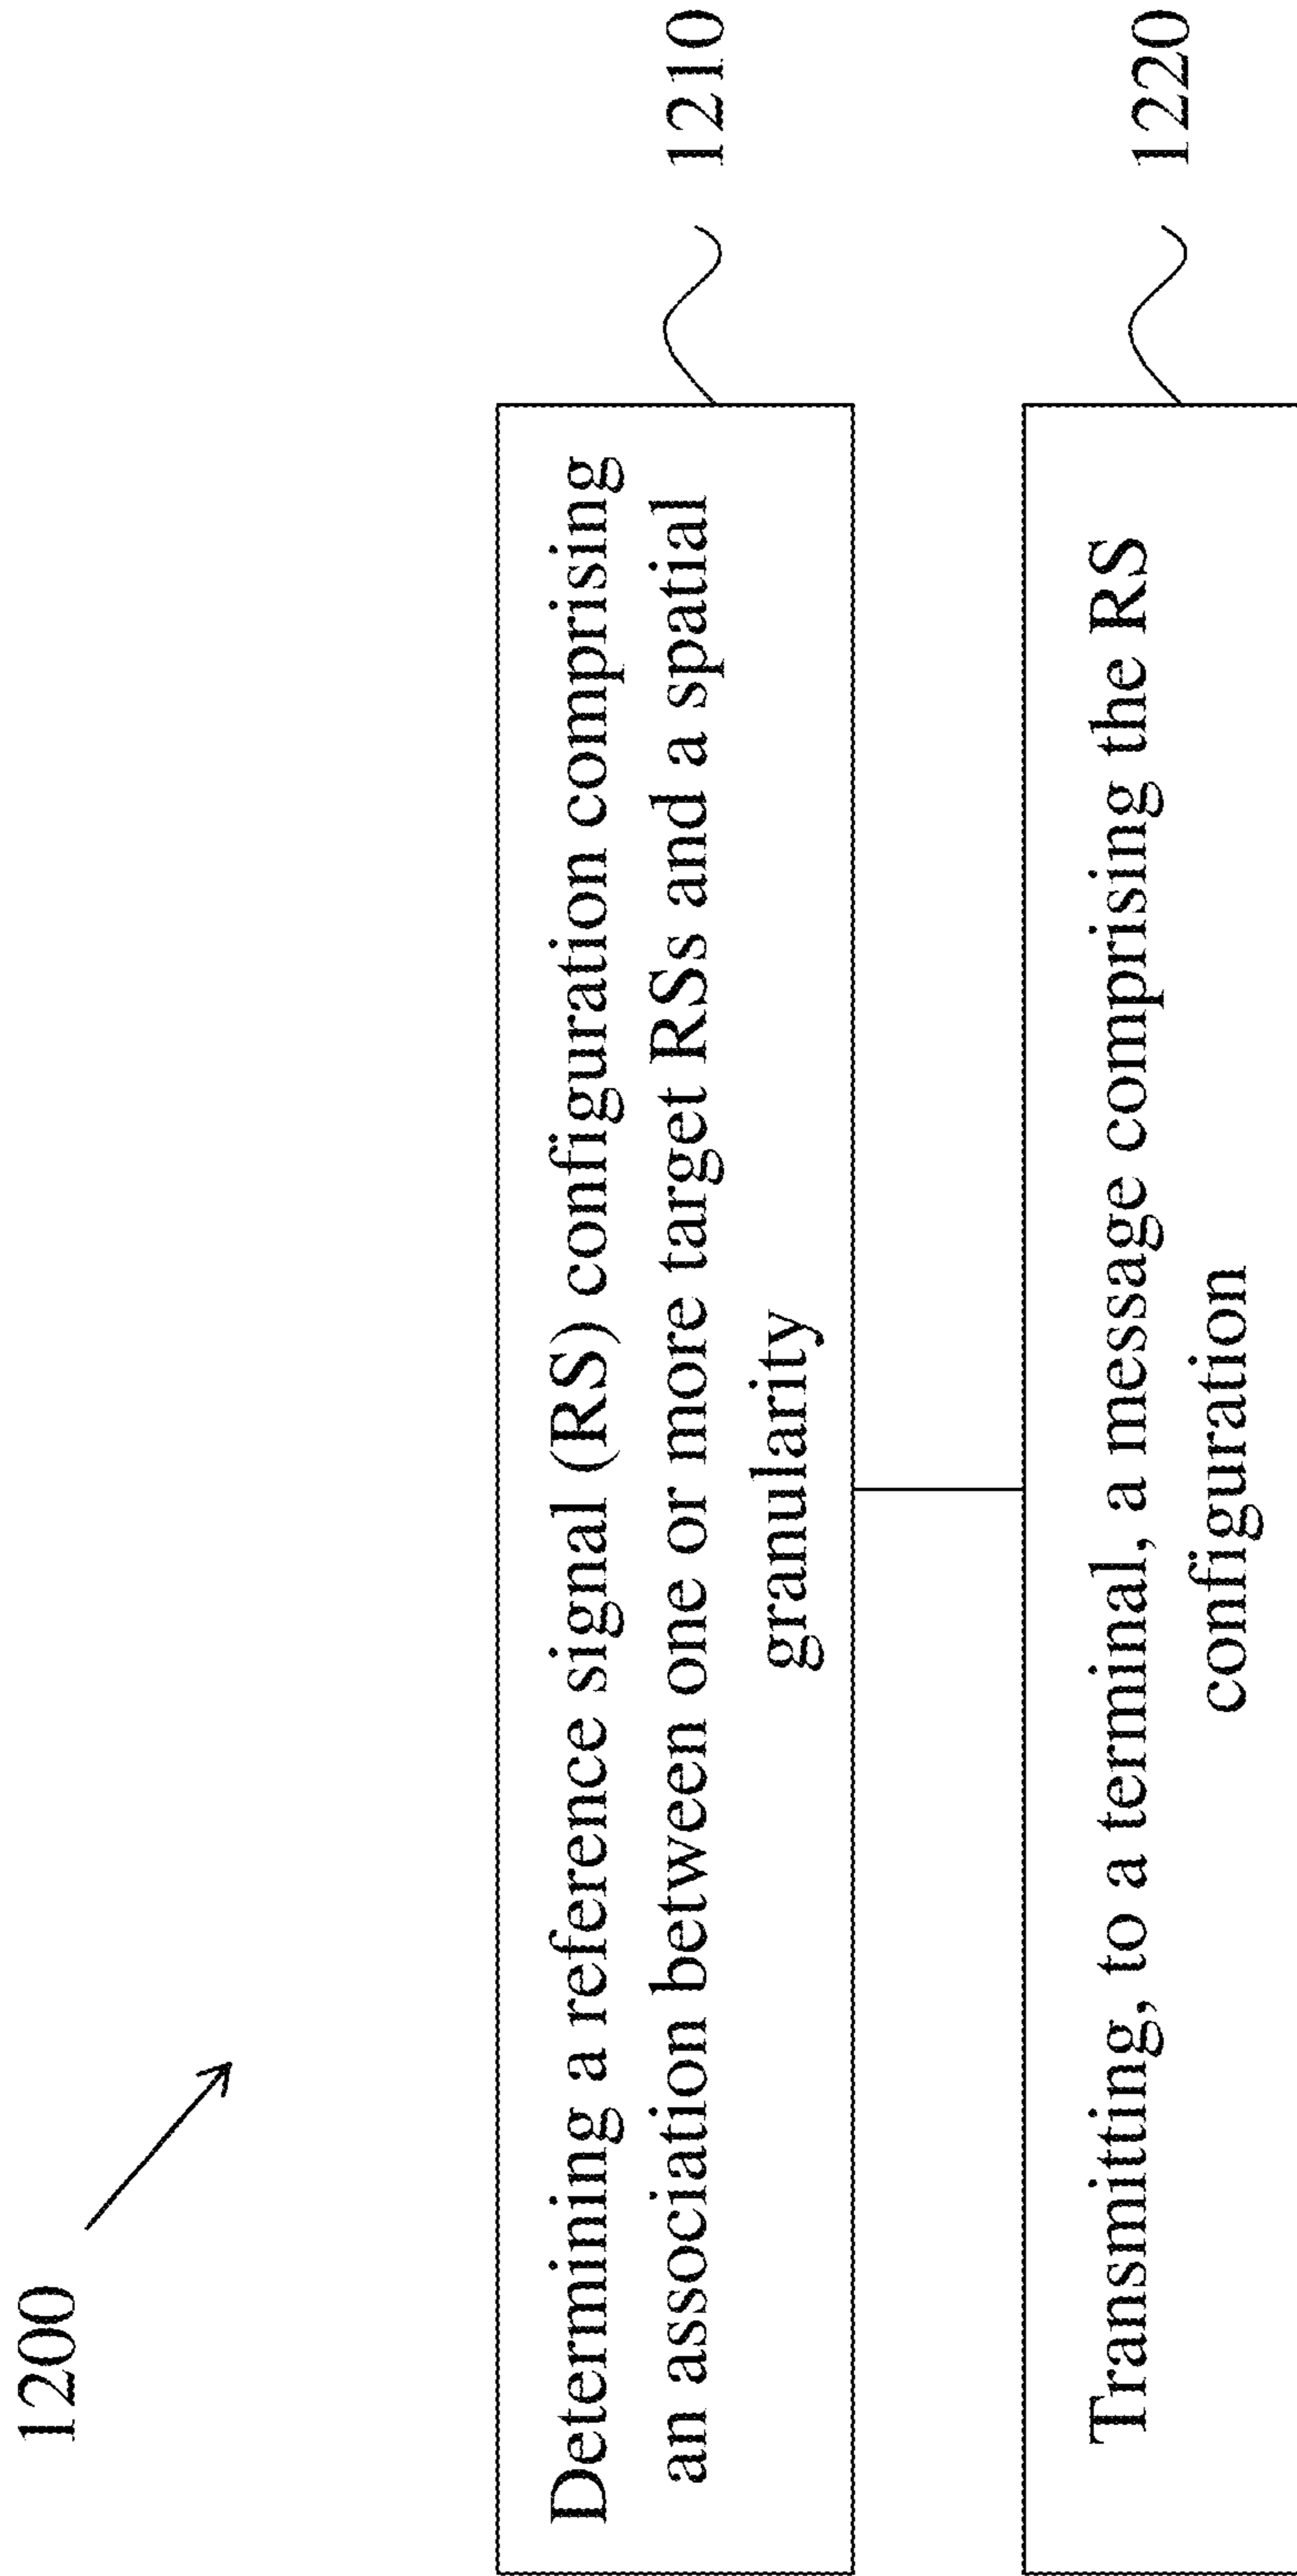 1200
Determining a reference signal (RS) configuration comprising
an association between one or more target RSs and a spatial
granularity
1210
Transmitting, to a terminal, a message comprising the RS
configuration
1220